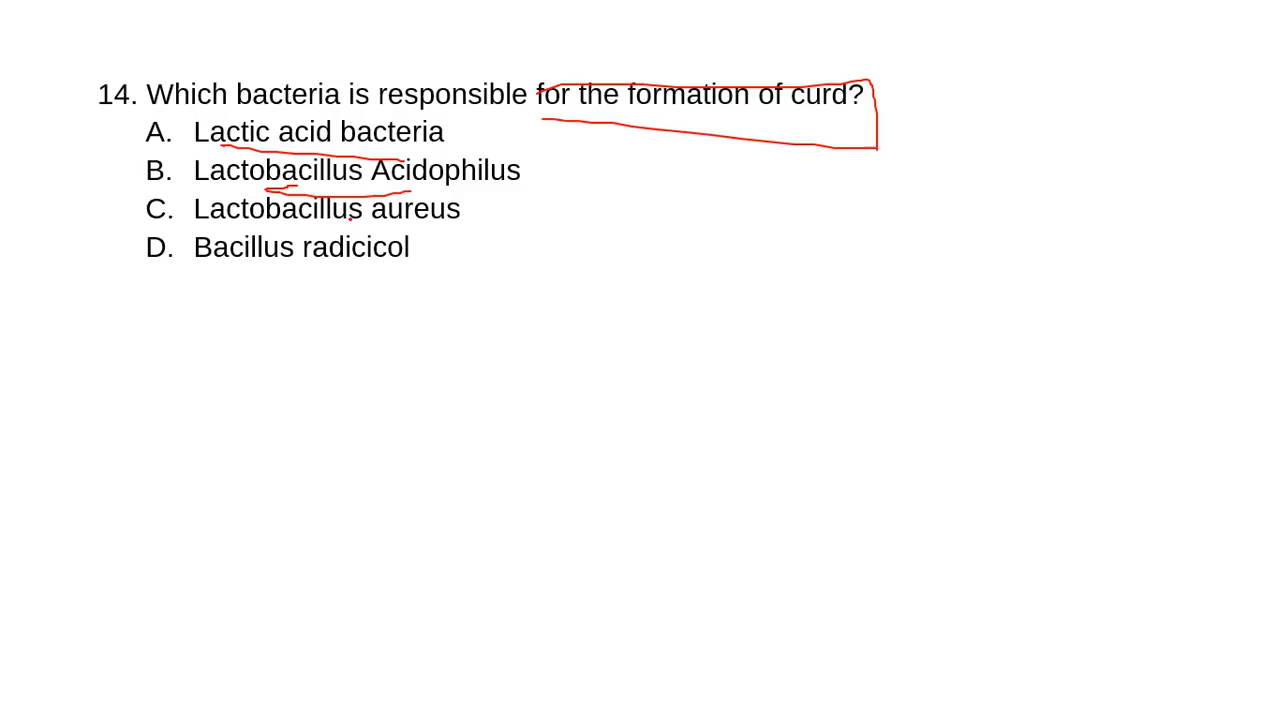 14. Which bacteria is responsible for the formation of curd?
A. Lactic acid bacteria
B. Lactobacillus Acidophilus
C. Lactobacillus aureus
D. Bacillus radicicol